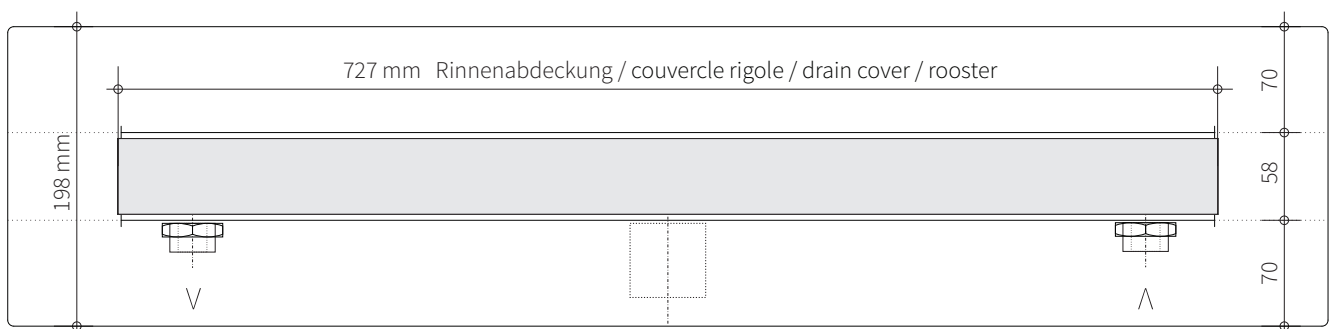 727 mm Rinnenabdeckung / couvercle rigole / drain cover / rooster
70
198 mm
58
70